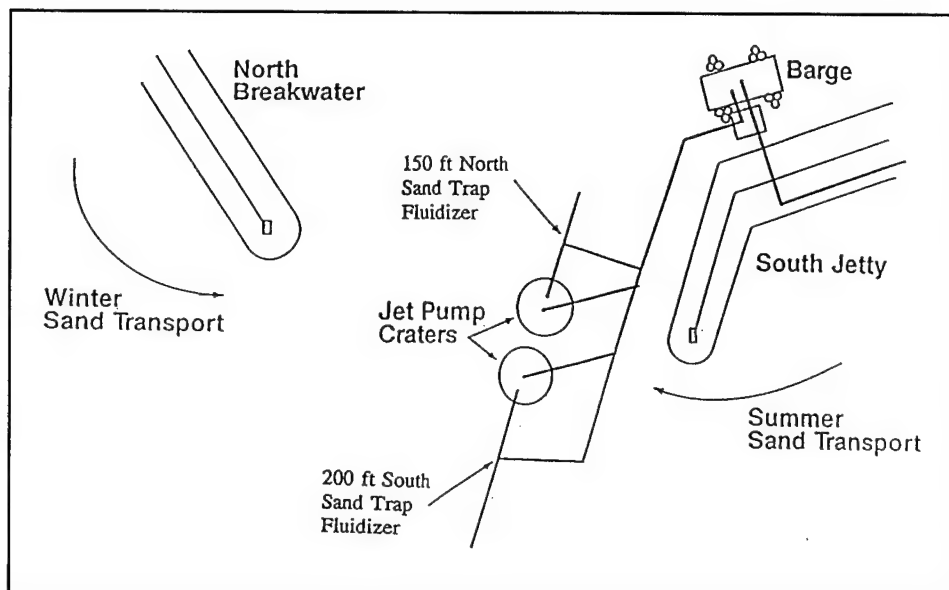 North
Breakwater
Barge
150 ft North
Sand Trap
Fluidizer
South Jetty
Winter
Sand Transport
Jet Pump
Craters
Summer
Sand Transport
200 ft South
Sand Trap
Fluidizer